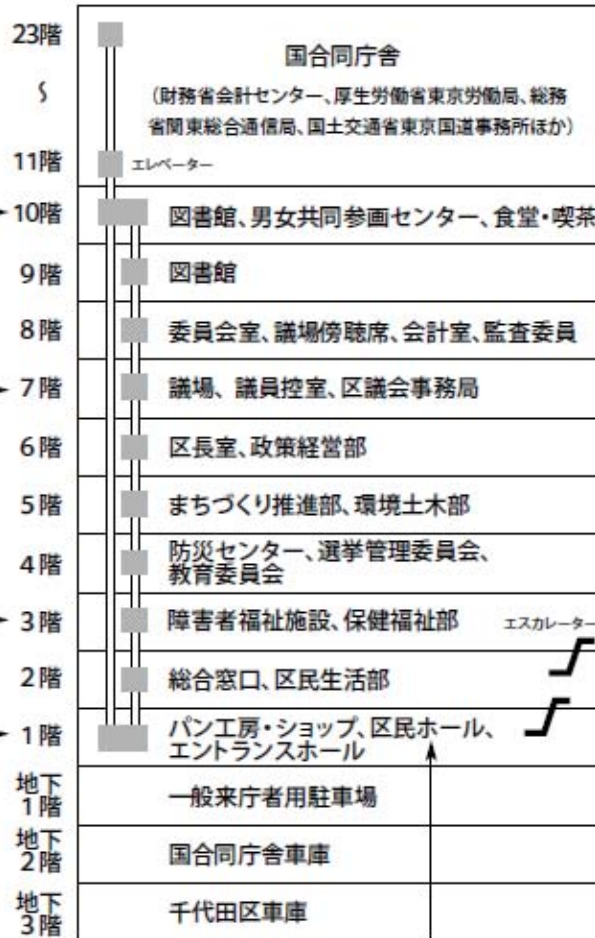 23階
国合同庁舎
(財務省会計センター、厚生労働省東京労働局、総務
〜
省関東総合通信局、国土交通省東京国道事務所ほか)
11階 エレベーター
10階 図書館、男女共同参画センター、食堂・喫茶
9階 図書館
8階 委員会室、議場傍聴席、会計室、監査委員
7階 議場、議員控室、区議会事務局
6階 区長室、政策経営部
5階 まちづくり推進部、環境土木部
4階 防災センター、選挙管理委員会、
教育委員会
3階 障害者福祉施設、保健福祉部 エスカレーター
2階 総合窓口、区民生活部
1階 パン工房・ショップ、区民ホール、
エントランスホール
地下
1階 一般来庁者用駐車場
地下
2階 国合同庁舎車庫
地下
3階 千代田区車庫